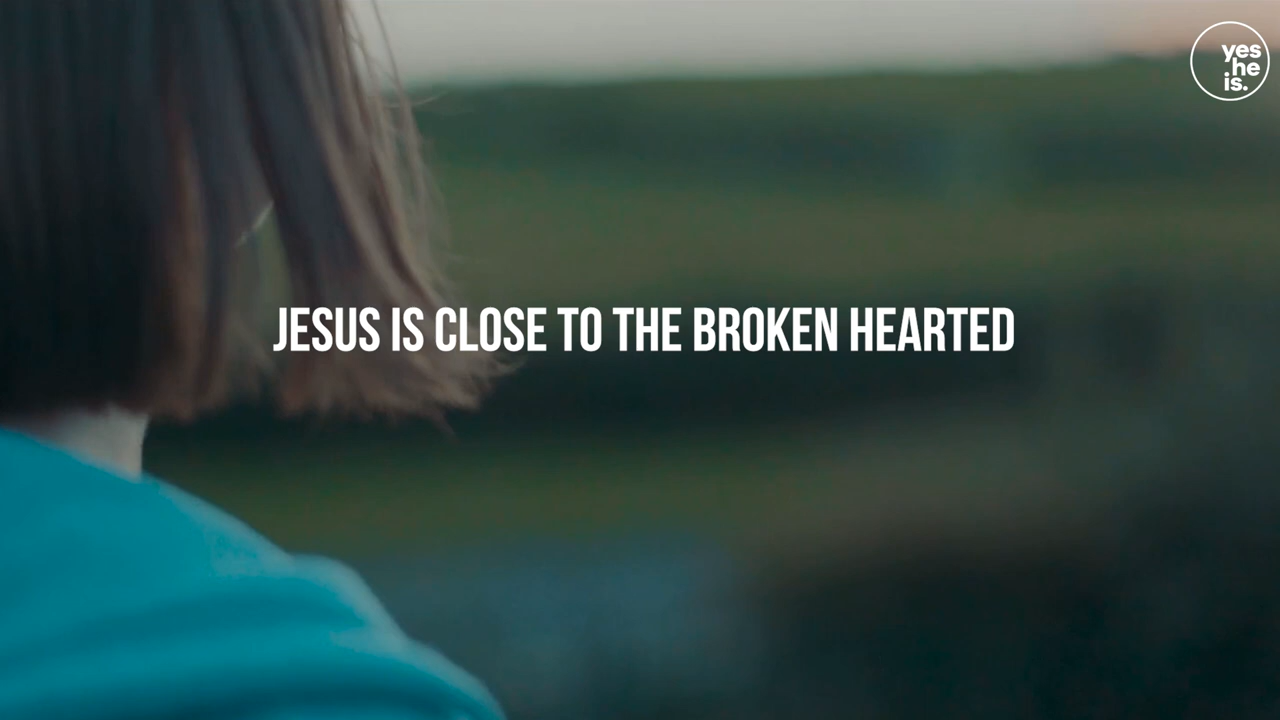 yes
he
is.
JESUS IS CLOSE TO THE BROKEN HEARTED